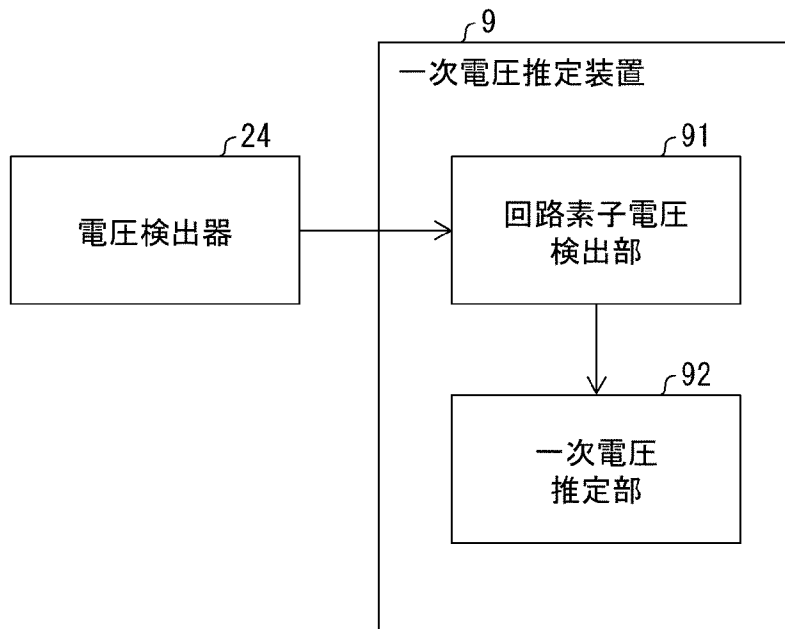 9
一次電圧推定装置
24
電圧検出器
91
回路素子電圧
検出部
92
一次電圧
推定部